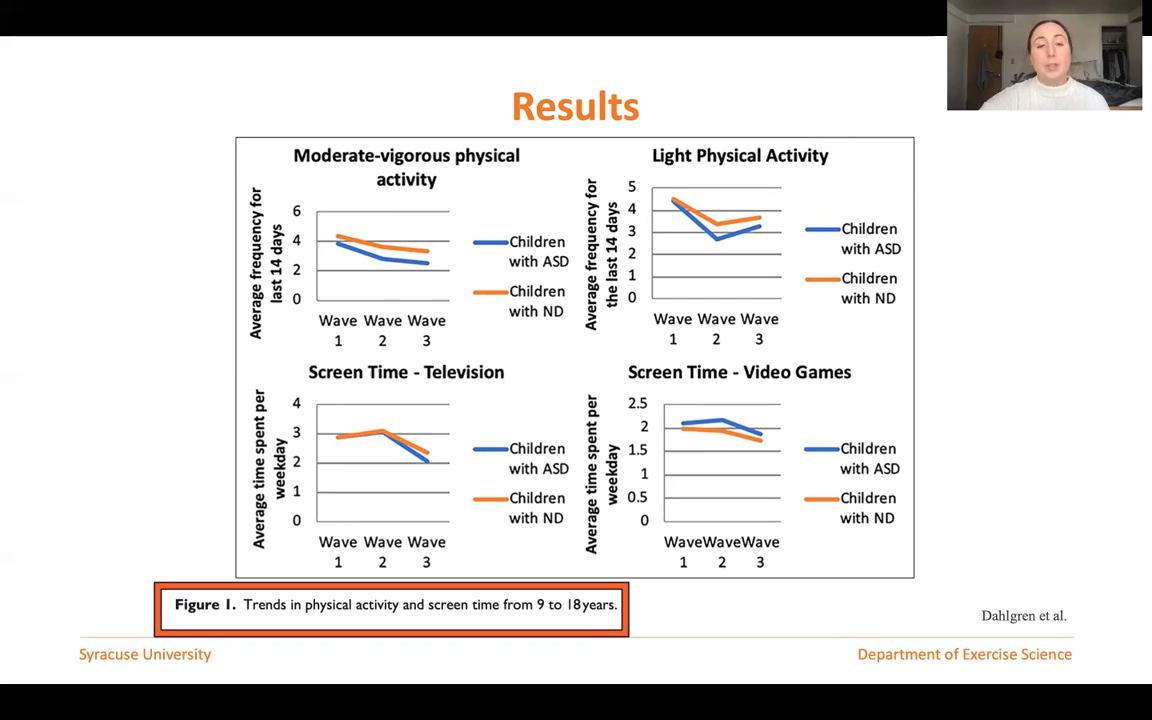 Results
Moderate-vigorous physical
activity
Average frequency for
last 14 days
6
4
2
0
Wave Wave Wave
1 2 3
Children
with ASD
Children
with ND
Light Physical Activity
Average frequency for
the last 14 days
5
4
3
2
1
0
Wave Wave Wave
1 2 3
Children
with ASD
Children
with ND
Screen Time - Television
Average time spent per
weekday
4
3
2
1
0
Wave Wave Wave
1 2 3
Children
with ASD
Children
with ND
Screen Time - Video Games
Average time spent per
weekday
2.5
2
1.5
1
0.5
0
WaveWaveWave
1 2 3
Children
with ASD
Children
with ND
Figure 1. Trends in physical activity and screen time from 9 to 18 years.
Dahlgren et al.
Syracuse University
Department of Exercise Science